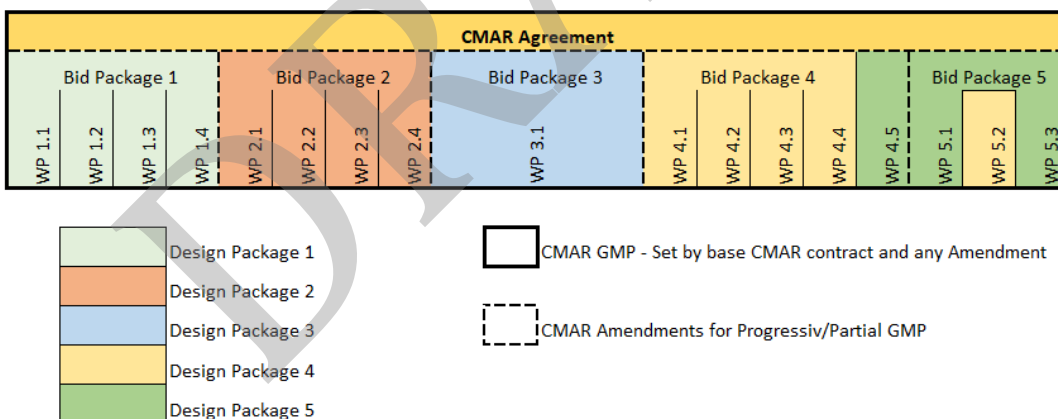 CMAR Agreement
Bid Package 1
Bid Package 2
Bid Package 3
Bid Package 4
Bid Package 5
WP 1.1
WP 1.2
WP 1.3
WP 1.4
WP 2.1
WP 2.2
WP 2.3
WP 2.4
WP 3.1
WP 4.1
WP 4.2
WP 4.3
WP 4.4
WP 4.5
WP 5.1
WP 5.2
WP 5.3
Design Package 1
Design Package 2
Design Package 3
Design Package 4
Design Package 5
CMAR GMP - Set by base CMAR contract and any Amendment
CMAR Amendments for Progressiv/Partial GMP